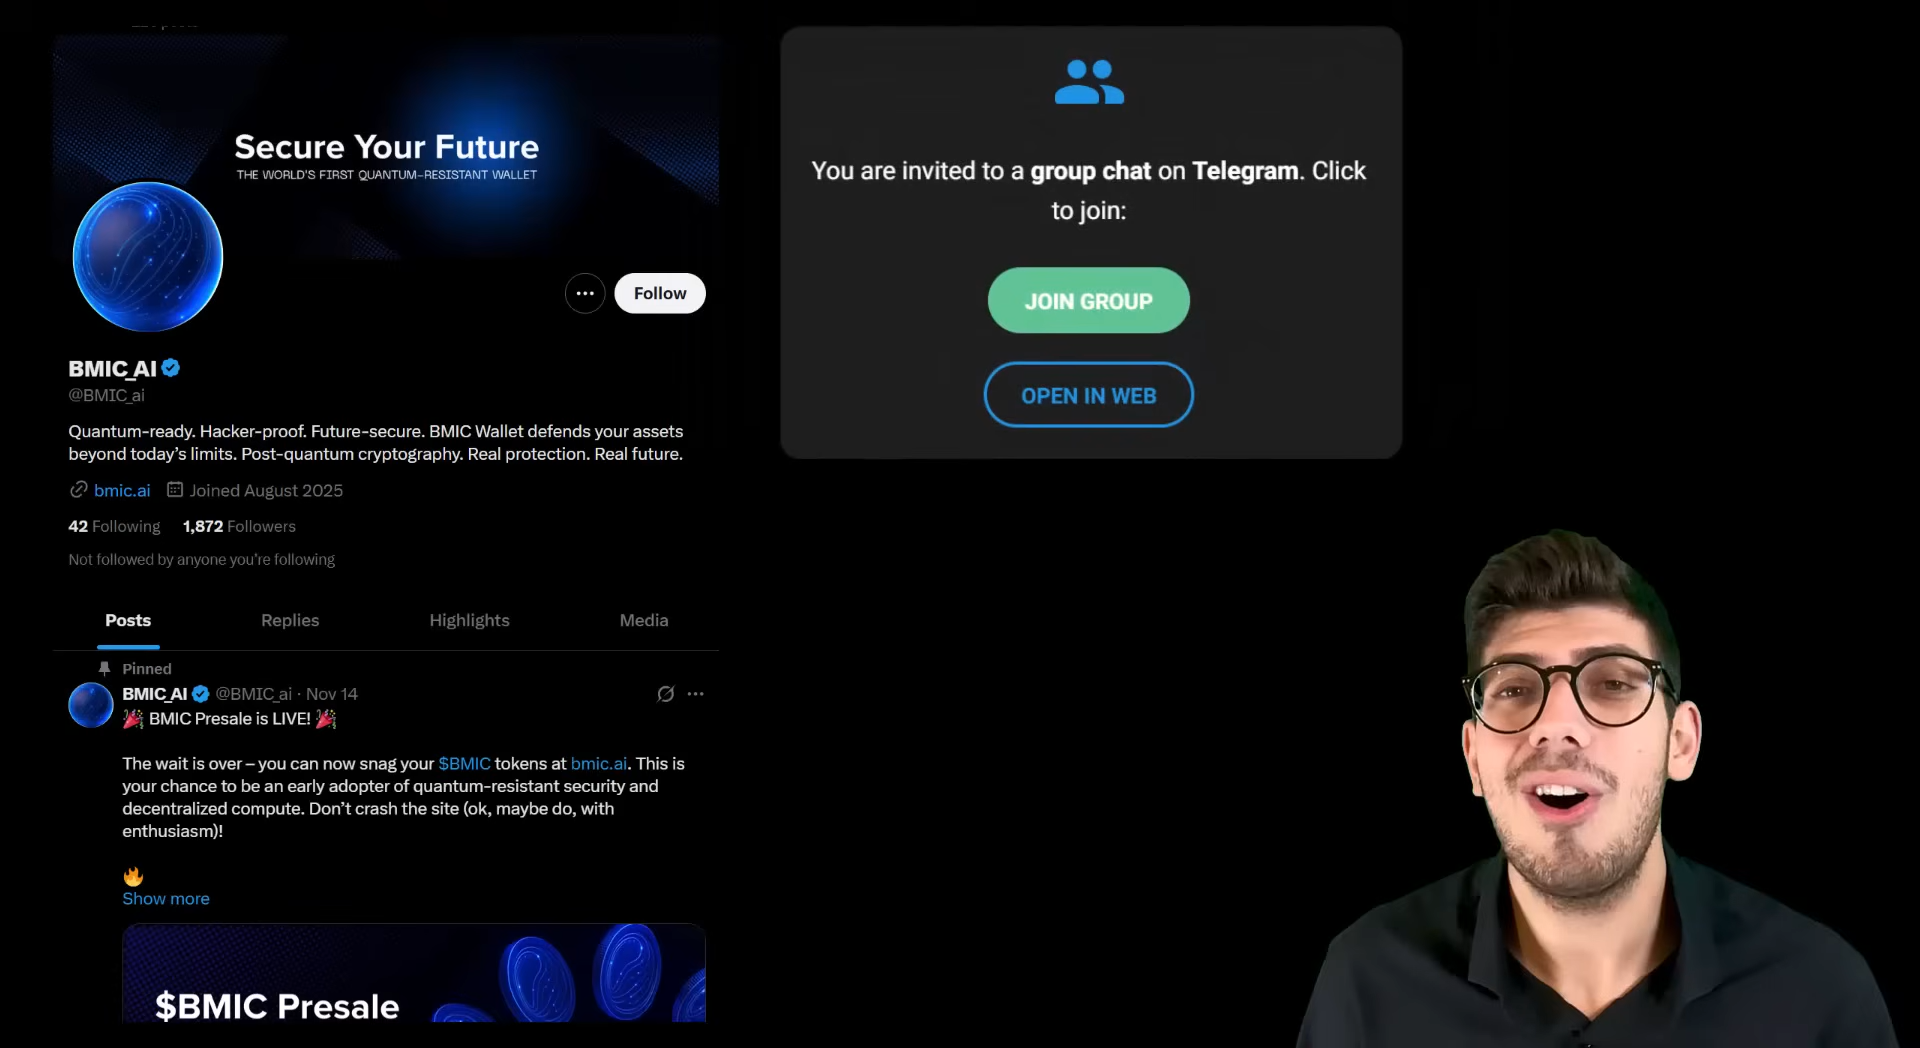 Secure Your Future
THE WORLD'S FIRST QUANTUM-RESISTANT WALLET
Follow
BMIC_AI
@BMIC_ai
Quantum-ready. Hacker-proof. Future-secure. BMIC Wallet defends your assets
beyond today's limits. Post-quantum cryptography. Real protection. Real future.
bmic.ai Joined August 2025
42 Following 1,872 Followers
Not followed by anyone you're following
Posts Replies Highlights Media
Pinned
BMIC_AI @BMIC_ai · Nov 14
🎉 BMIC Presale is LIVE! 🎉
The wait is over – you can now snag your $BMIC tokens at bmic.ai. This is
your chance to be an early adopter of quantum-resistant security and
decentralized compute. Don't crash the site (ok, maybe do, with
enthusiasm)!
🔥
Show more
$BMIC Presale
You are invited to a group chat on Telegram. Click
to join:
JOIN GROUP
OPEN IN WEB